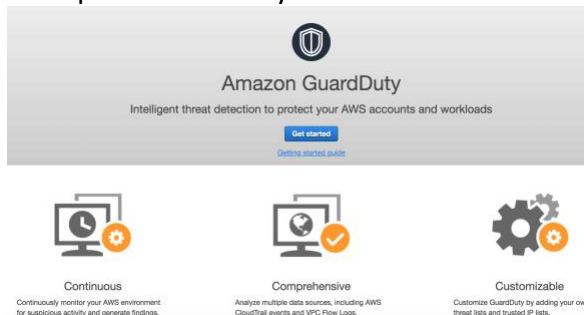 Amazon GuardDuty
Intelligent threat detection to protect your AWS accounts and workloads
Get started
Getting started guide
Continuous
Continuously monitor your AWS environment
for suspicious activity and generate findings.
Comprehensive
Analyze multiple data sources, including AWS
CloudTrail events and VPC Flow Logs.
Customizable
Customize GuardDuty by adding your own
threat lists and trusted IP lists.